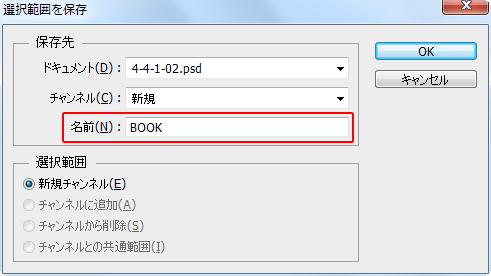 選択範囲を保存
保存先
ドキュメント(D)： 4-4-1-02.psd
チャンネル(C)： 新規
名前(N)： BOOK
OK
キャンセル
選択範囲
新規チャンネル(E)
チャンネルに追加(A)
チャンネルから削除(S)
チャンネルとの共通範囲(I)